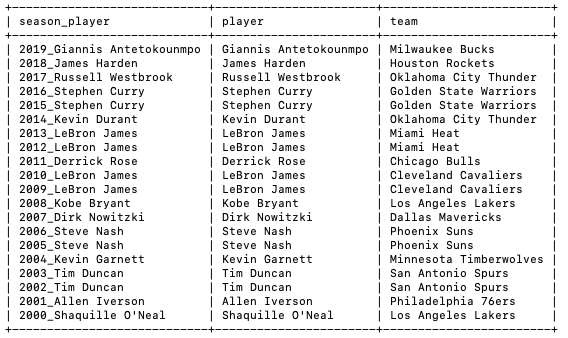 +-----------------------------+-----------------------+------------------------+
| season_player               | player                | team                   |
+-----------------------------+-----------------------+------------------------+
| 2019_Giannis Antetokounmpo | Giannis Antetokounmpo | Milwaukee Bucks        |
| 2018_James Harden          | James Harden          | Houston Rockets        |
| 2017_Russell Westbrook     | Russell Westbrook     | Oklahoma City Thunder  |
| 2016_Stephen Curry         | Stephen Curry         | Golden State Warriors  |
| 2015_Stephen Curry         | Stephen Curry         | Golden State Warriors  |
| 2014_Kevin Durant          | Kevin Durant          | Oklahoma City Thunder  |
| 2013_LeBron James          | LeBron James          | Miami Heat             |
| 2012_LeBron James          | LeBron James          | Miami Heat             |
| 2011_Derrick Rose          | Derrick Rose          | Chicago Bulls          |
| 2010_LeBron James          | LeBron James          | Cleveland Cavaliers    |
| 2009_LeBron James          | LeBron James          | Cleveland Cavaliers    |
| 2008_Kobe Bryant           | Kobe Bryant           | Los Angeles Lakers     |
| 2007_Dirk Nowitzki         | Dirk Nowitzki         | Dallas Mavericks       |
| 2006_Steve Nash            | Steve Nash            | Phoenix Suns           |
| 2005_Steve Nash            | Steve Nash            | Phoenix Suns           |
| 2004_Kevin Garnett         | Kevin Garnett         | Minnesota Timberwolves |
| 2003_Tim Duncan            | Tim Duncan            | San Antonio Spurs      |
| 2002_Tim Duncan            | Tim Duncan            | San Antonio Spurs      |
| 2001_Allen Iverson         | Allen Iverson         | Philadelphia 76ers     |
| 2000_Shaquille O'Neal      | Shaquille O'Neal      | Los Angeles Lakers     |
+-----------------------------+-----------------------+------------------------+